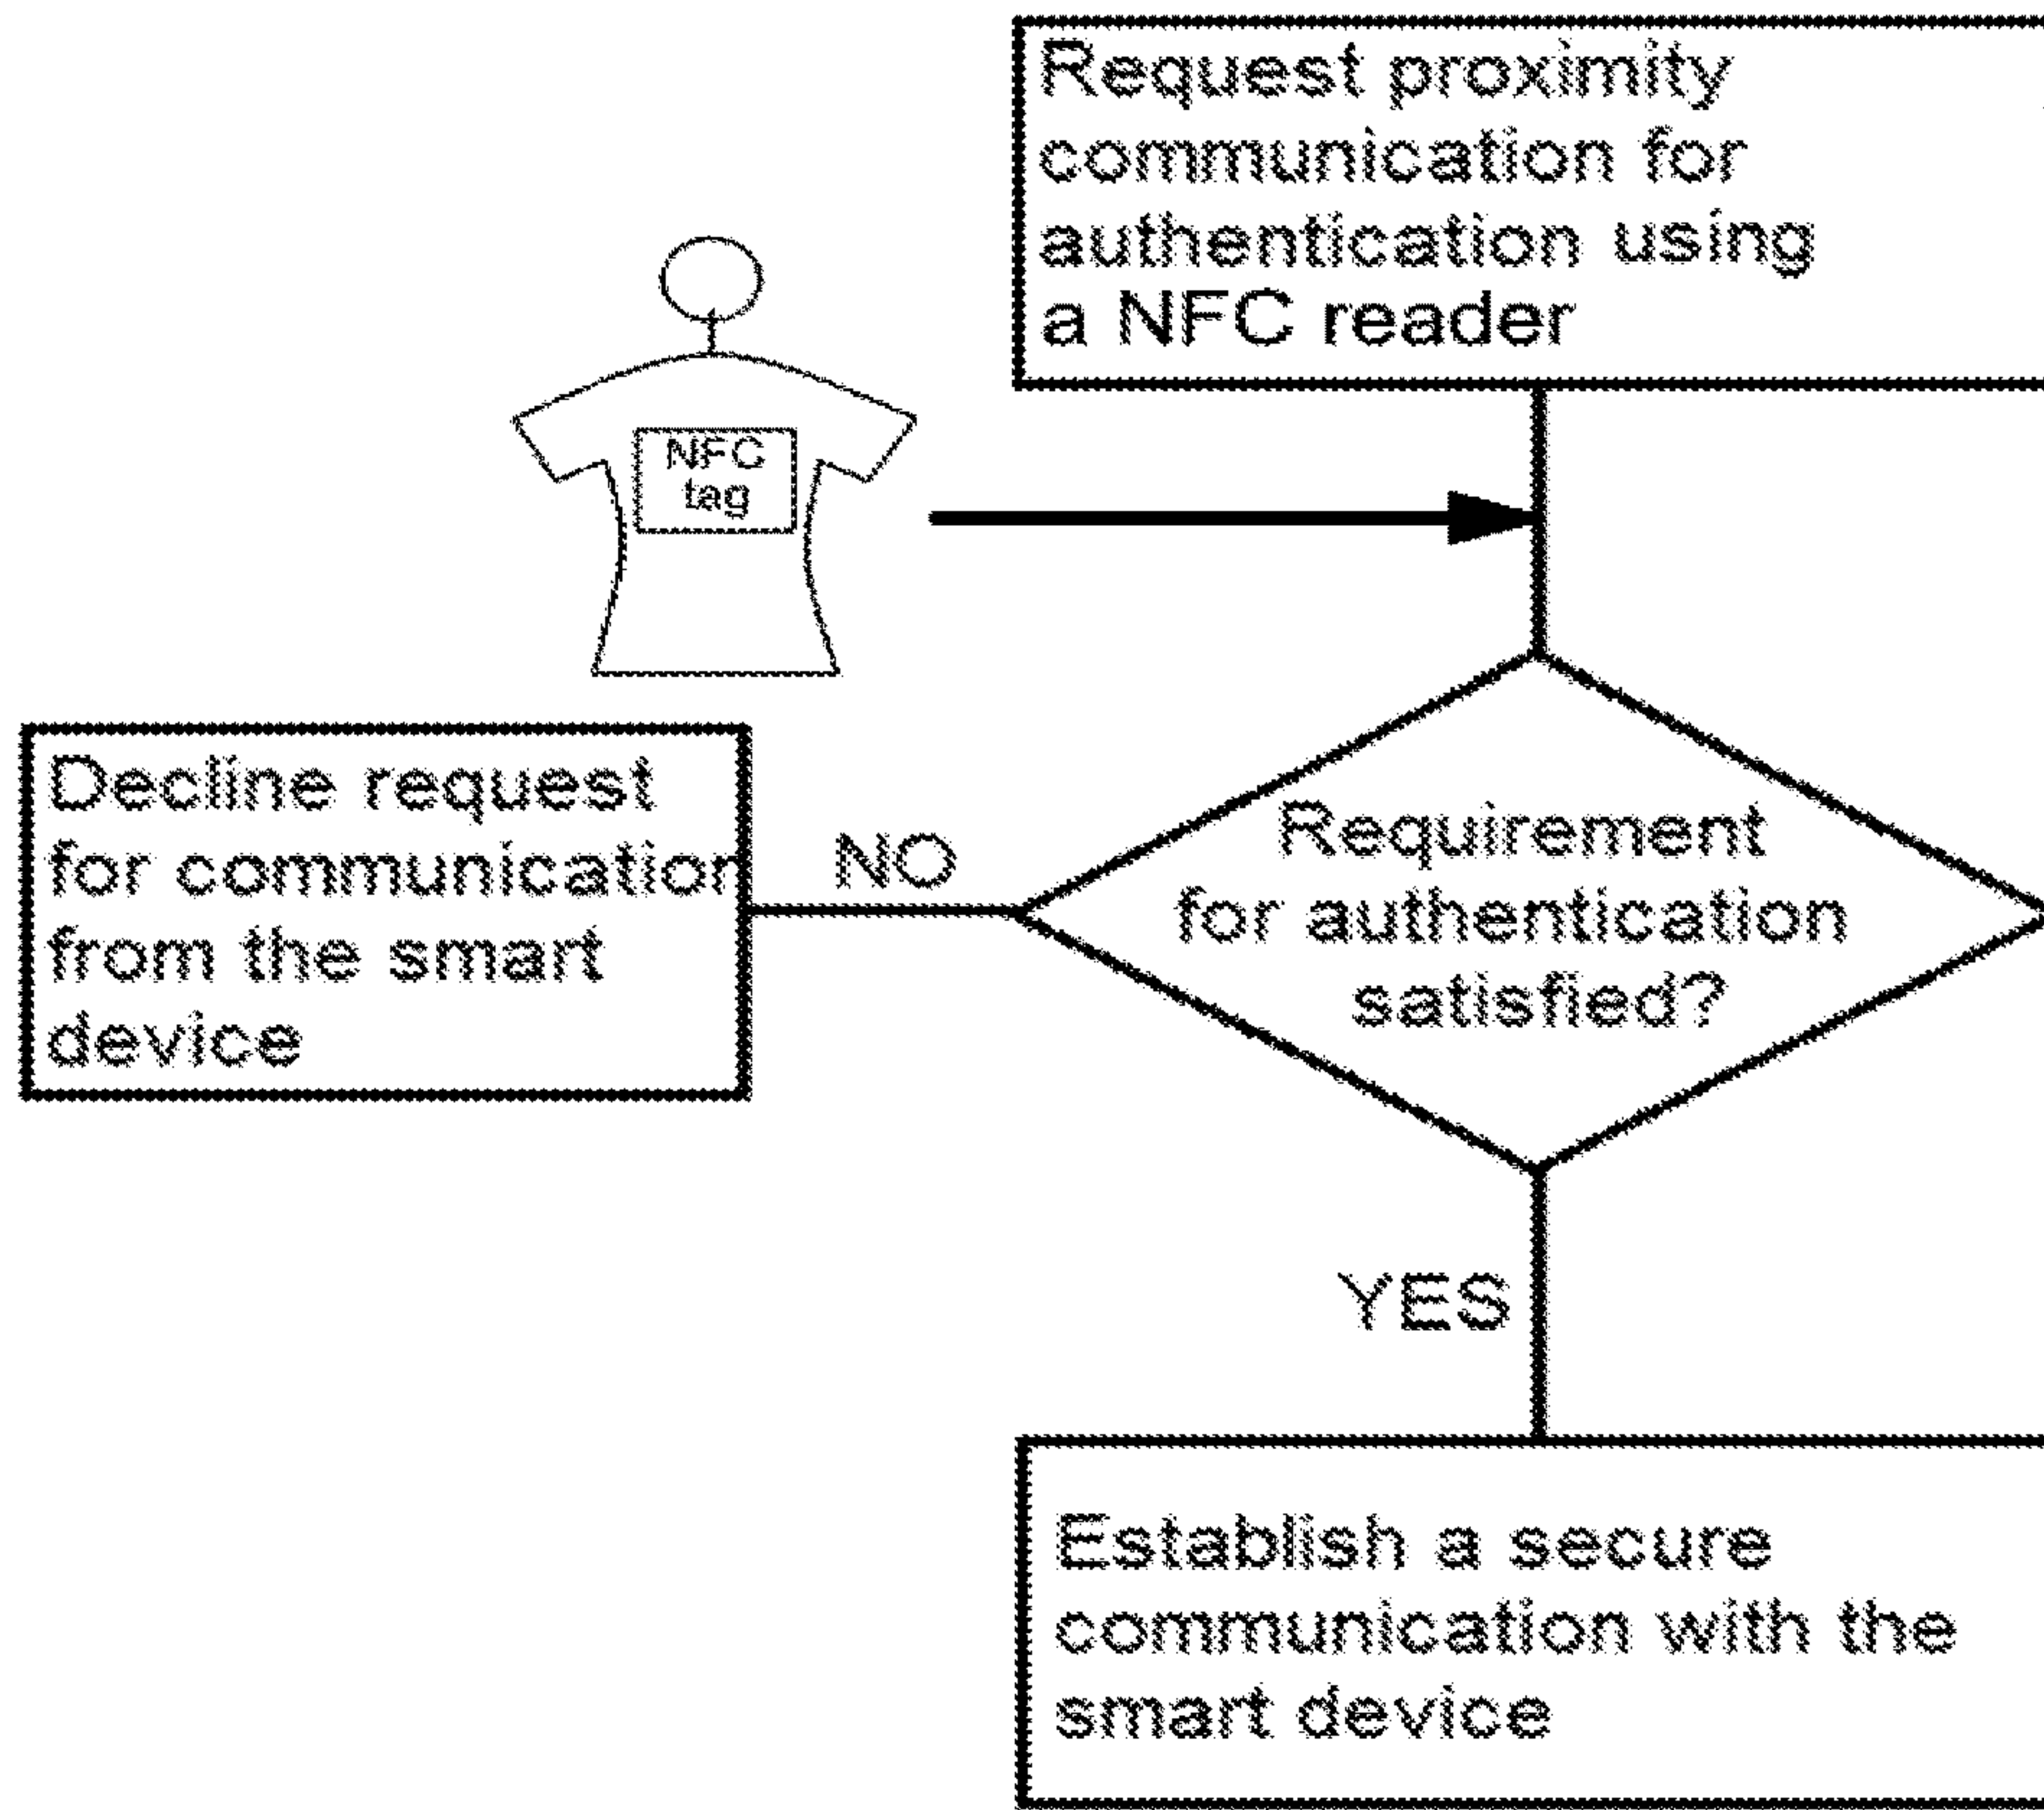 Request proximity
communication for
authentication using
a NFC reader
NFC
tag
Decline request
for communication
from the smart
device
NO
Requirement
for authentication
satisfied?
YES
Establish a secure
communication with the
smart device